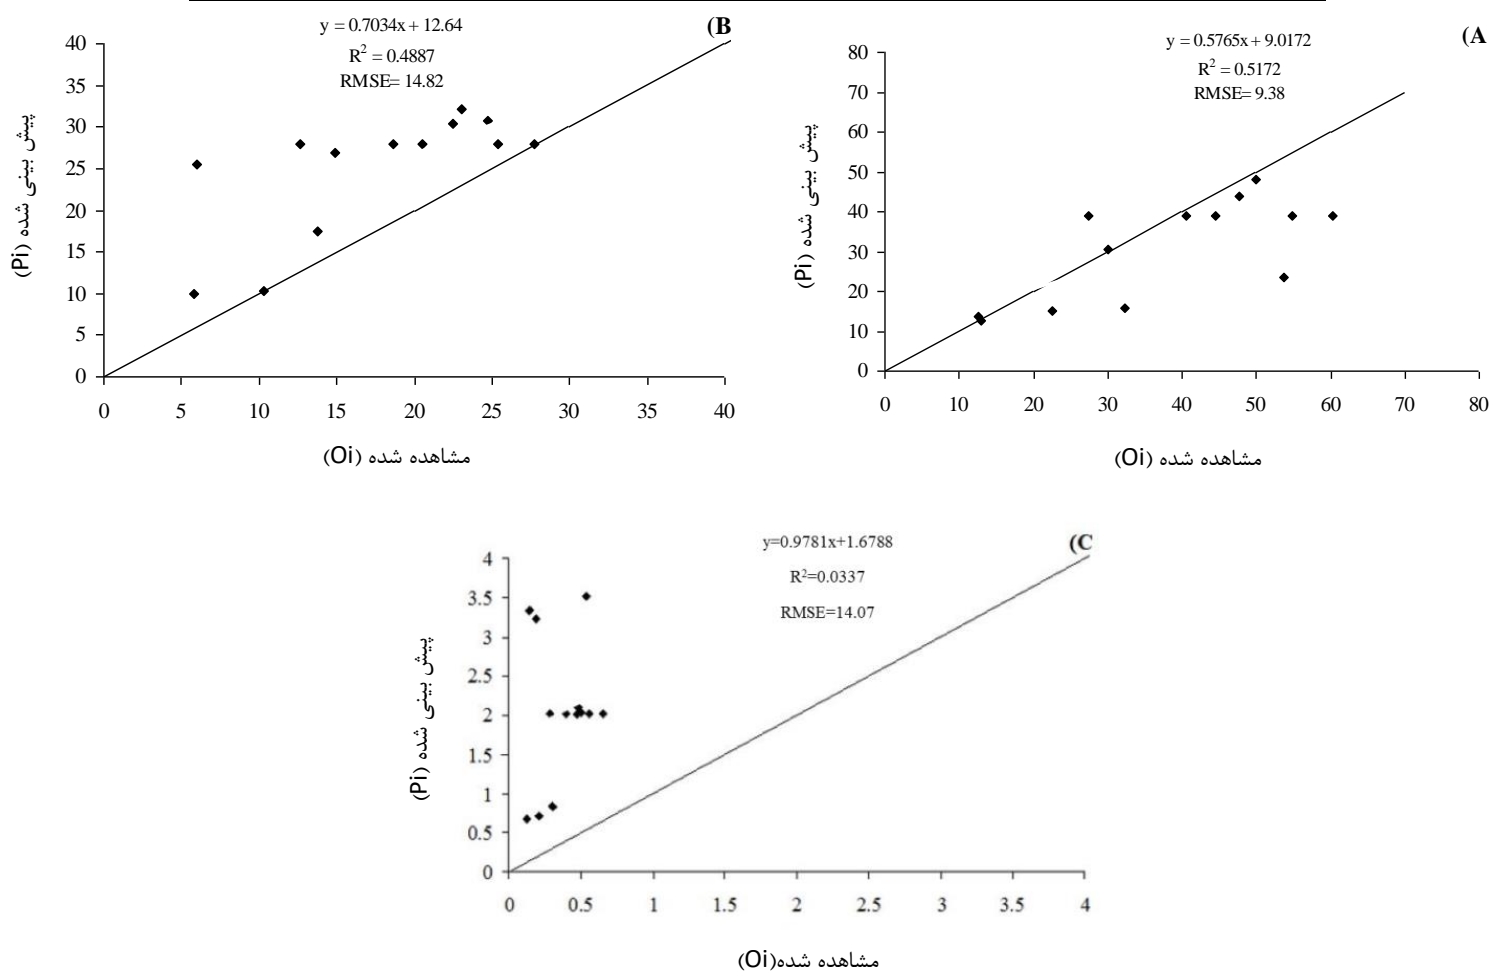 (A
y = 0.5765x + 9.0172
R² = 0.5172
RMSE= 9.38
80
70
60
50
40
30
20
10
0
پیش بینی شده (Pi)
0 10 20 30 40 50 60 70 80
مشاهده شده (Oi)
(B
y = 0.7034x + 12.64
R² = 0.4887
RMSE= 14.82
40
35
30
25
20
15
10
5
0
پیش بینی شده (Pi)
0 5 10 15 20 25 30 35 40
مشاهده شده (Oi)
(C
y=0.9781x+1.6788
R²=0.0337
RMSE=14.07
4
3.5
3
2.5
2
1.5
1
0.5
0
پیش بینی شده (Pi)
0 0.5 1 1.5 2 2.5 3 3.5 4
مشاهده شده(Oi)